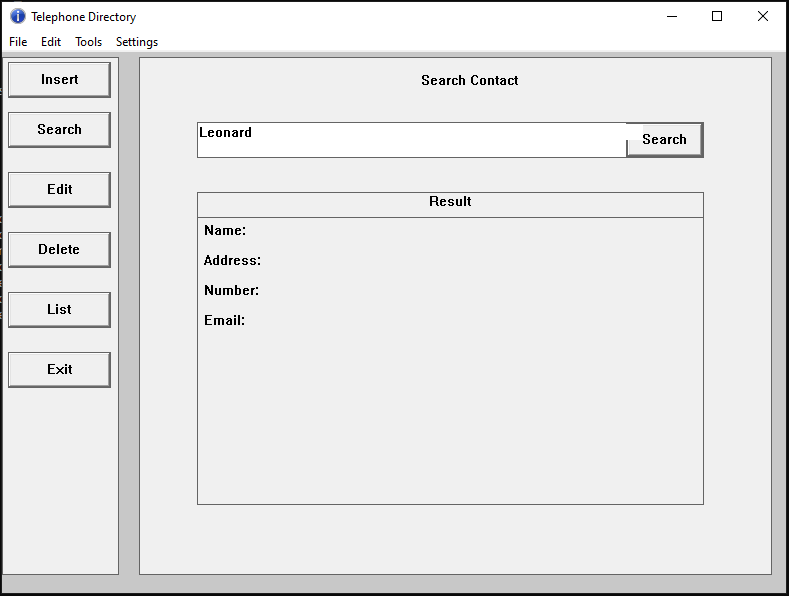 Telephone Directory
File Edit Tools Settings
Insert
Search
Edit
Delete
List
Exit
Search Contact
Leonard
Search
Result
Name:
Address:
Number:
Email: